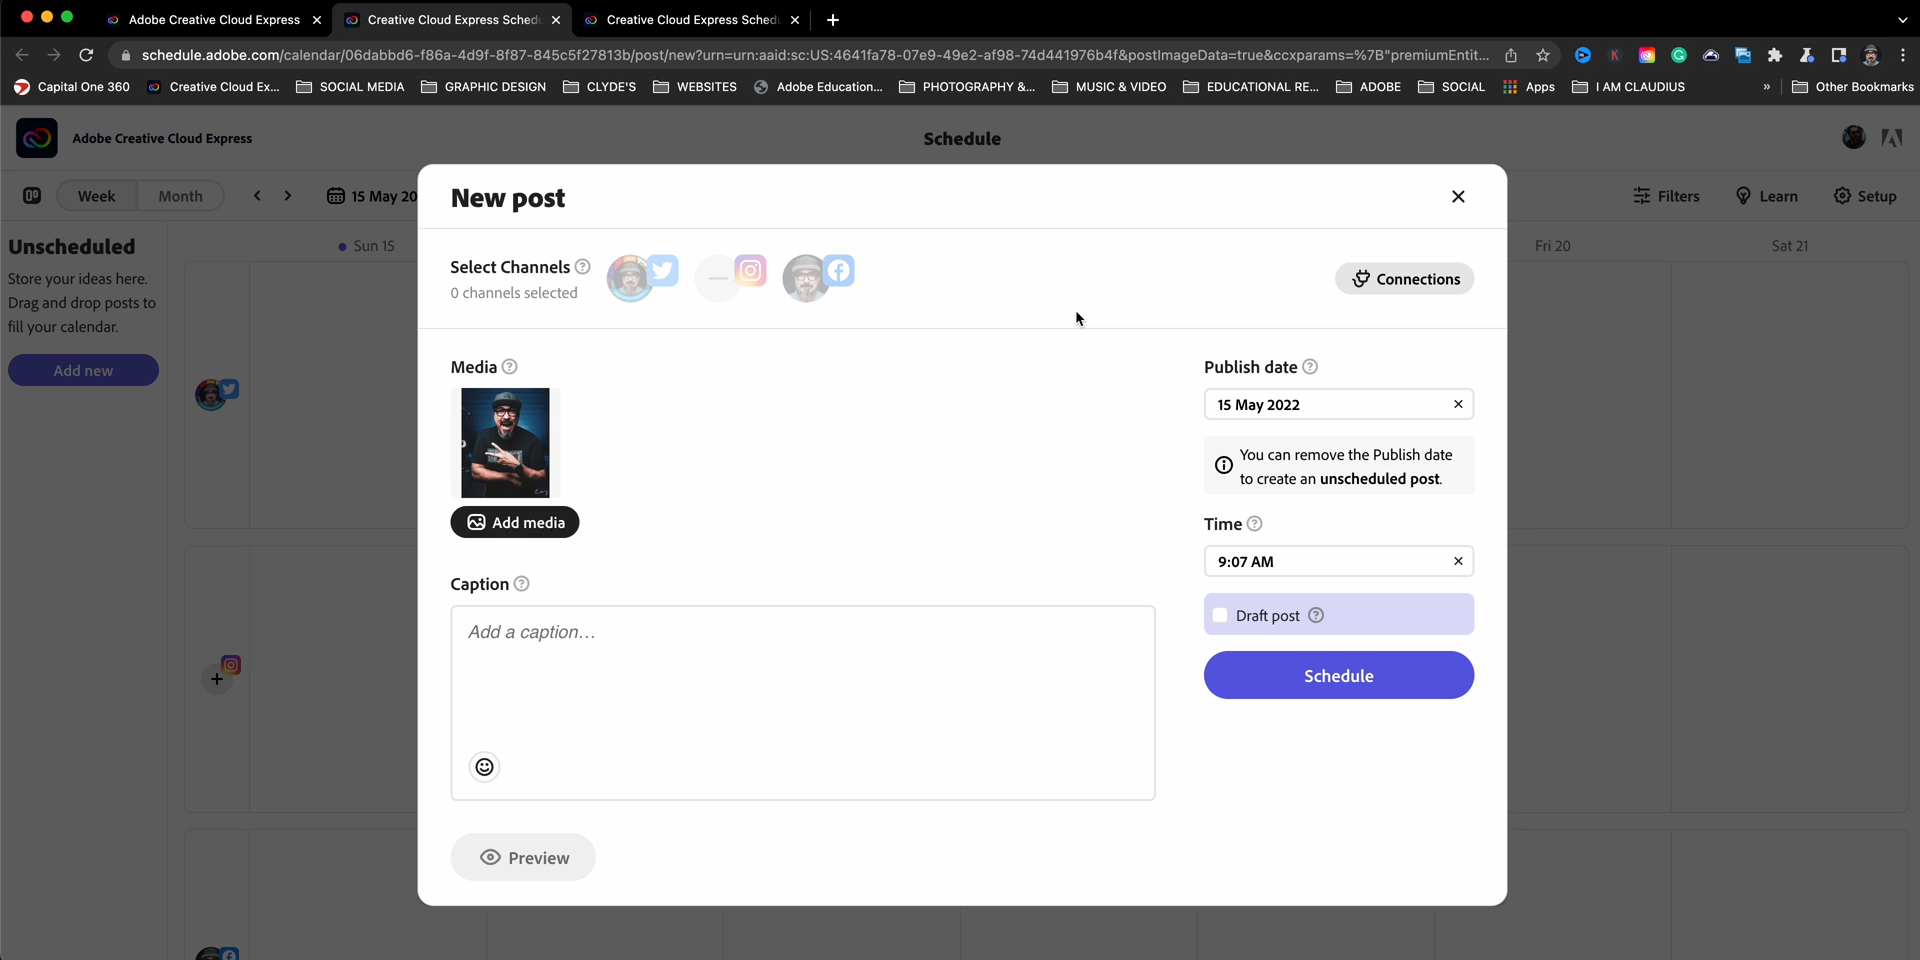 Adobe Creative Cloud Express
Creative Cloud Express Schedu
Creative Cloud Express Schedu
schedule.adobe.com/calendar/06dabbd6-f86a-4d9f-8f87-845c5f27813b/post/new?urn=urn:aaid:sc:US:4641fa78-07e9-49e2-af98-74d441976b4f&postImageData=true&ccxparams=%7B"premiumEntit...
Capital One 360
Creative Cloud Ex...
SOCIAL MEDIA
GRAPHIC DESIGN
CLYDE'S
WEBSITES
Adobe Education...
PHOTOGRAPHY &...
MUSIC & VIDEO
EDUCATIONAL RE...
ADOBE
SOCIAL
Apps
I AM CLAUDIUS
»
Other Bookmarks
Adobe Creative Cloud Express
Schedule
Week
Month
15 May 20
Filters
Learn
Setup
Unscheduled
Store your ideas here.
Drag and drop posts to
fill your calendar.
Add new
Sun 15
Fri 20
Sat 21
New post
Select Channels
0 channels selected
Connections
Media
Add media
Caption
Add a caption...
Preview
Publish date
15 May 2022
You can remove the Publish date
to create an unscheduled post.
Time
9:07 AM
Draft post
Schedule